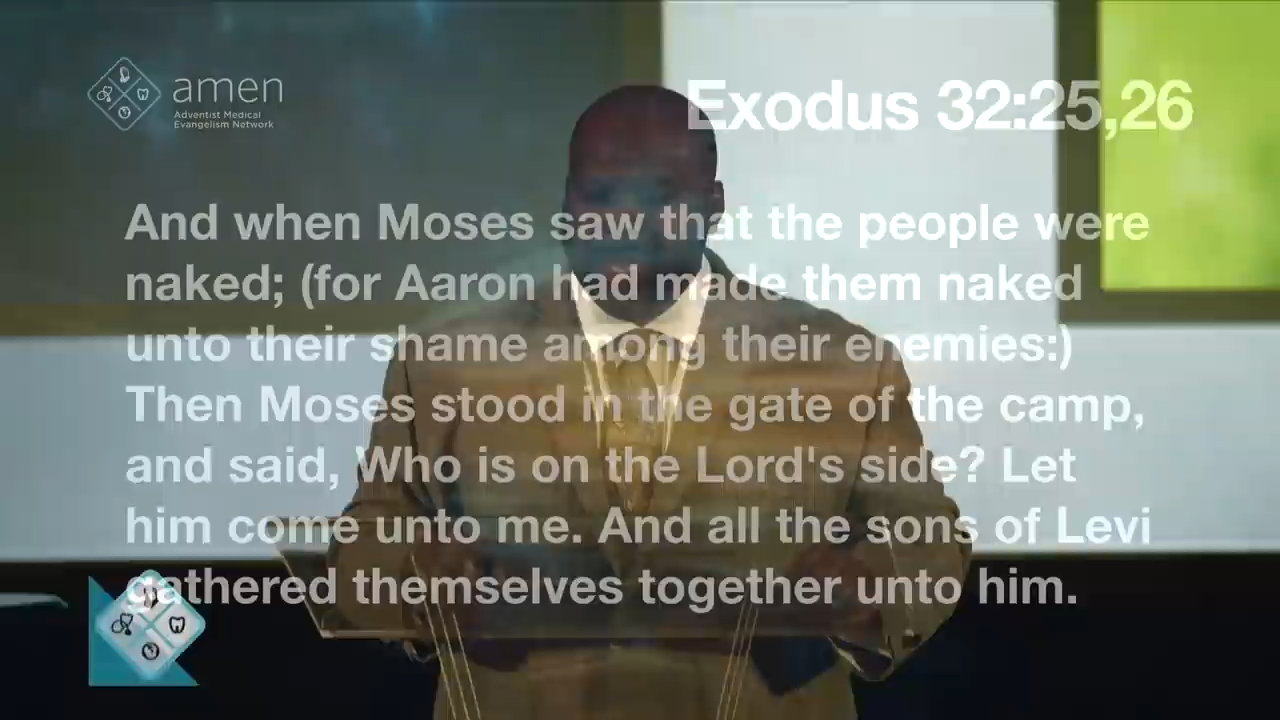 amen
Adventist Medical
Evangelism Network
Exodus 32:25,26
And when Moses saw that the people were
naked; (for Aaron had made them naked
unto their shame among their enemies:)
Then Moses stood in the gate of the camp,
and said, Who is on the Lord's side? Let
him come unto me. And all the sons of Levi
gathered themselves together unto him.